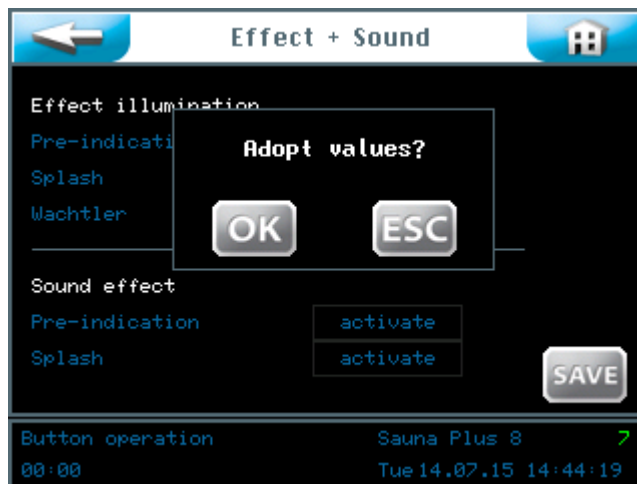 Effect + Sound
Effect illumination
Pre-indicati
Adopt values?
Splash
Wachtler
OK ESC
Sound effect
Pre-indication activate
Splash activate
SAVE
Button operation Sauna Plus 8 7
00:00 Tue 14.07.15 14:44:19